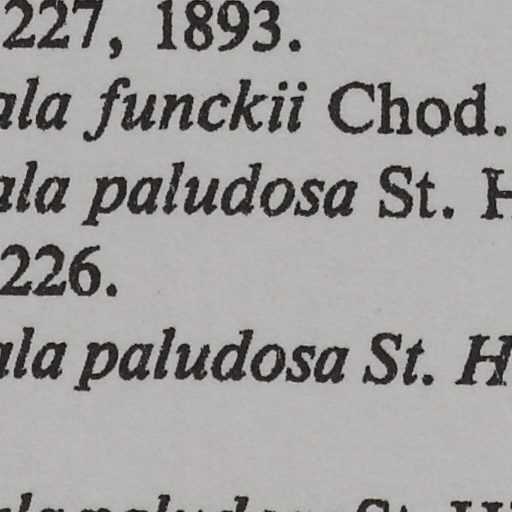 227, 1893.
ala funckii Chod.
ala paludosa St. H
226.
ala paludosa St. H